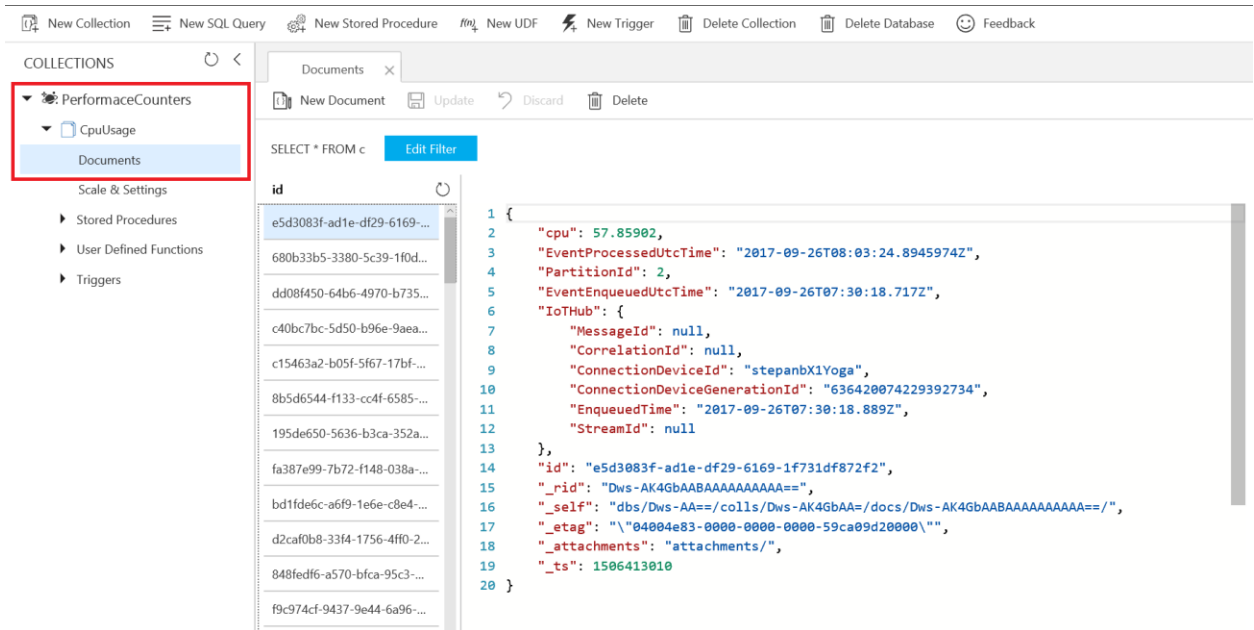 New Collection New SQL Query New Stored Procedure New UDF New Trigger Delete Collection Delete Database Feedback
COLLECTIONS
Documents
PerformaceCounters
CpuUsage
Documents
Scale & Settings
Stored Procedures
User Defined Functions
Triggers
New Document Update Discard Delete
SELECT * FROM c Edit Filter
id
e5d3083f-ad1e-df29-6169-...
680b33b5-3380-5c39-1f0d...
dd08f450-64b6-4970-b735...
c40bc7bc-5d50-b96e-9aea...
c15463a2-b05f-5f67-17bf-...
8b5d6544-f133-cc4f-6585-...
195de650-5636-b3ca-352a...
fa387e99-7b72-f148-038a-...
bd1fde6c-a6f9-1e6e-c8e4-...
d2caf0b8-33f4-1756-4ff0-2...
848fedf6-a570-bfca-95c3-...
f9c974cf-9437-9e44-6a96-...
1 {
2 "cpu": 57.85902,
3 "EventProcessedUtcTime": "2017-09-26T08:03:24.8945974Z",
4 "PartitionId": 2,
5 "EventEnqueuedUtcTime": "2017-09-26T07:30:18.717Z",
6 "IoTHub": {
7 "MessageId": null,
8 "CorrelationId": null,
9 "ConnectionDeviceId": "stepanbX1Yoga",
10 "ConnectionDeviceGenerationId": "636420074229392734",
11 "EnqueuedTime": "2017-09-26T07:30:18.889Z",
12 "StreamId": null
13 },
14 "id": "e5d3083f-ad1e-df29-6169-1f731df872f2",
15 "_rid": "Dws-AK4GbAABAAAAAAAAAA==",
16 "_self": "dbs/Dws-AA==/colls/Dws-AK4GbAA=/docs/Dws-AK4GbAABAAAAAAAAAA==/",
17 "_etag": "\"04004e83-0000-0000-0000-59ca09d20000\"",
18 "_attachments": "attachments/",
19 "_ts": 1506413010
20 }